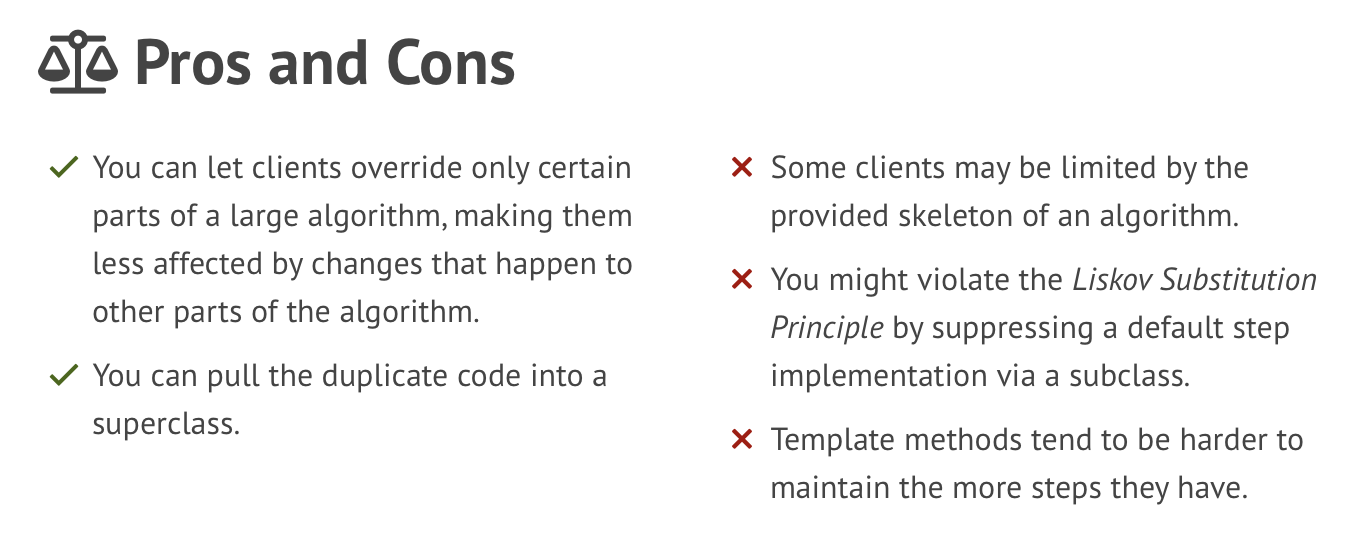 Pros and Cons
You can let clients override only certain
parts of a large algorithm, making them
less affected by changes that happen to
other parts of the algorithm.
You can pull the duplicate code into a
superclass.
Some clients may be limited by the
provided skeleton of an algorithm.
You might violate the Liskov Substitution
Principle by suppressing a default step
implementation via a subclass.
Template methods tend to be harder to
maintain the more steps they have.